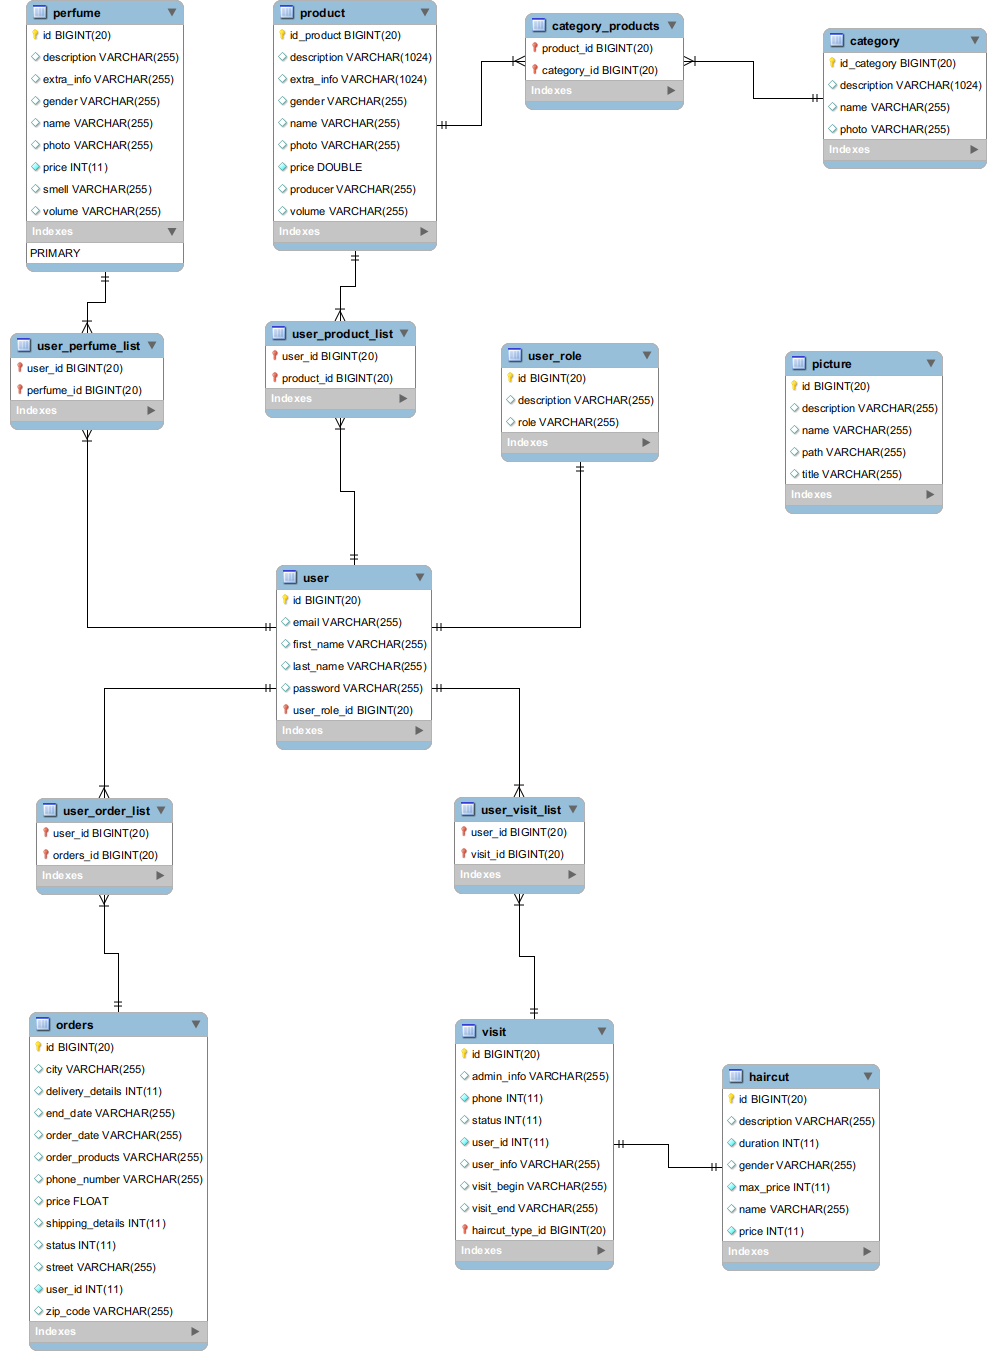 perfume
id BIGINT(20)
description VARCHAR(255)
extra_info VARCHAR(255)
gender VARCHAR(255)
name VARCHAR(255)
photo VARCHAR(255)
price INT(11)
smell VARCHAR(255)
volume VARCHAR(255)
Indexes
PRIMARY
product
id_product BIGINT(20)
description VARCHAR(1024)
extra_info VARCHAR(1024)
gender VARCHAR(255)
name VARCHAR(255)
photo VARCHAR(255)
price DOUBLE
producer VARCHAR(255)
volume VARCHAR(255)
Indexes
category_products
product_id BIGINT(20)
category_id BIGINT(20)
Indexes
category
id_category BIGINT(20)
description VARCHAR(1024)
name VARCHAR(255)
photo VARCHAR(255)
Indexes
user_perfume_list
user_id BIGINT(20)
perfume_id BIGINT(20)
Indexes
user_product_list
user_id BIGINT(20)
product_id BIGINT(20)
Indexes
user_role
id BIGINT(20)
description VARCHAR(255)
role VARCHAR(255)
Indexes
picture
id BIGINT(20)
description VARCHAR(255)
name VARCHAR(255)
path VARCHAR(255)
title VARCHAR(255)
Indexes
user
id BIGINT(20)
email VARCHAR(255)
first_name VARCHAR(255)
last_name VARCHAR(255)
password VARCHAR(255)
user_role_id BIGINT(20)
Indexes
user_order_list
user_id BIGINT(20)
orders_id BIGINT(20)
Indexes
user_visit_list
user_id BIGINT(20)
visit_id BIGINT(20)
Indexes
orders
id BIGINT(20)
city VARCHAR(255)
delivery_details INT(11)
end_date VARCHAR(255)
order_date VARCHAR(255)
order_products VARCHAR(255)
phone_number VARCHAR(255)
price FLOAT
shipping_details INT(11)
status INT(11)
street VARCHAR(255)
user_id INT(11)
zip_code VARCHAR(255)
Indexes
visit
id BIGINT(20)
admin_info VARCHAR(255)
phone INT(11)
status INT(11)
user_id INT(11)
user_info VARCHAR(255)
visit_begin VARCHAR(255)
visit_end VARCHAR(255)
haircut_type_id BIGINT(20)
Indexes
haircut
id BIGINT(20)
description VARCHAR(255)
duration INT(11)
gender VARCHAR(255)
max_price INT(11)
name VARCHAR(255)
price INT(11)
Indexes